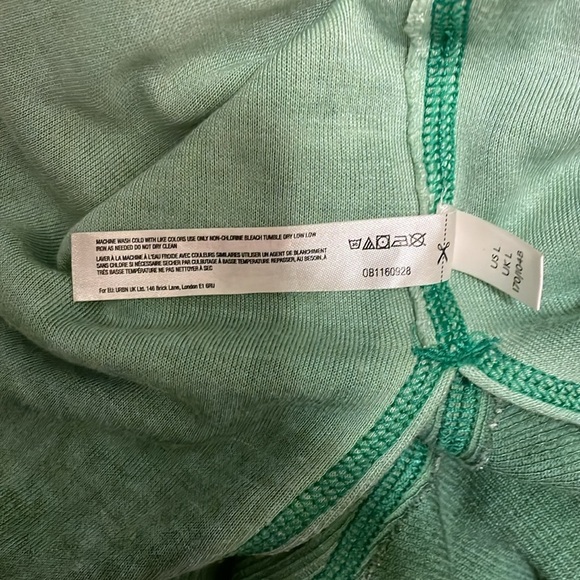 MACHINE WASH COLD WITH LIKE COLORS USE ONLY NON-CHLORINE BLEACH TUMBLE DRY LOW LOW
IRON AS NEEDED DO NOT DRY CLEAN
LAVER À LA MACHINE À L'EAU FROIDE AVEC COULEURS SIMILAIRES UTILISER UN AGENT DE BLANCHIMENT
SANS CHLORE SI NÉCESSAIRE SÉCHER PAR CULBUTAGE À BASSE TEMPÉRATURE REPASSER, AU BESOIN, À
TRÈS BASSE TEMPÉRATURE NE PAS NETTOYER À SEC
For EU: URBN UK Ltd. 146 Brick Lane, London E1 6RU
OB1160928
US L
UK L
170/104B